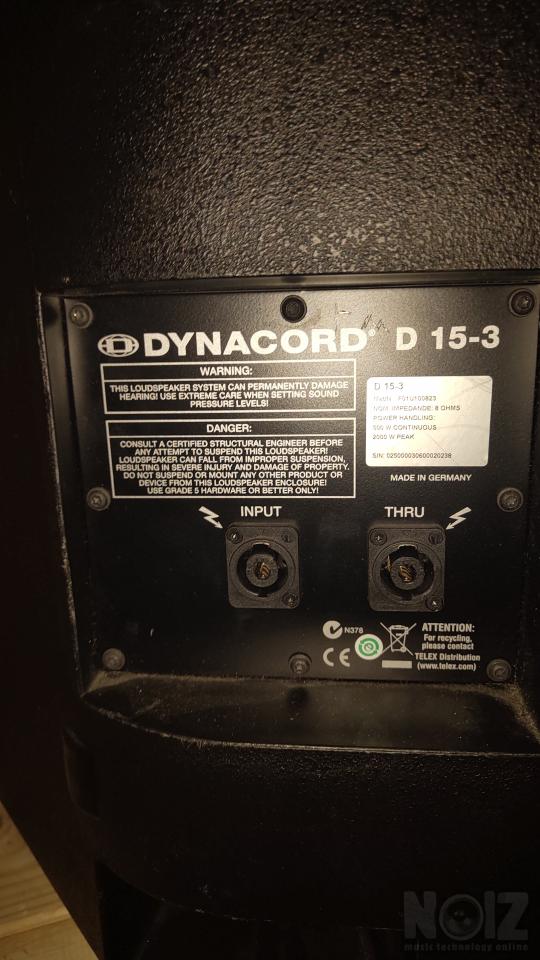 DYNACORD® D 15-3
WARNING:
THIS LOUDSPEAKER SYSTEM CAN PERMANENTLY DAMAGE
HEARING! USE EXTREME CARE WHEN SETTING SOUND
PRESSURE LEVELS!
DANGER:
CONSULT A CERTIFIED STRUCTURAL ENGINEER BEFORE
ANY ATTEMPT TO SUSPEND THIS LOUDSPEAKER!
LOUDSPEAKER CAN FALL FROM IMPROPER SUSPENSION,
RESULTING IN SEVERE INJURY AND DAMAGE OF PROPERTY.
DO NOT SUSPEND OR MOUNT ANY OTHER PRODUCT OR
DEVICE FROM THIS LOUDSPEAKER ENCLOSURE!
USE GRADE 5 HARDWARE OR BETTER ONLY!
D 15-3
F01U100823
NOM. IMPEDANCE: 8 OHMS
POWER HANDLING:
500 W CONTINUOUS
2000 W PEAK
S/N: 025000030600020238
MADE IN GERMANY
INPUT
THRU
N378
CE
ATTENTION:
For recycling,
please contact
TELEX Distribution
(www.telex.com)
NOIZ
music technology online